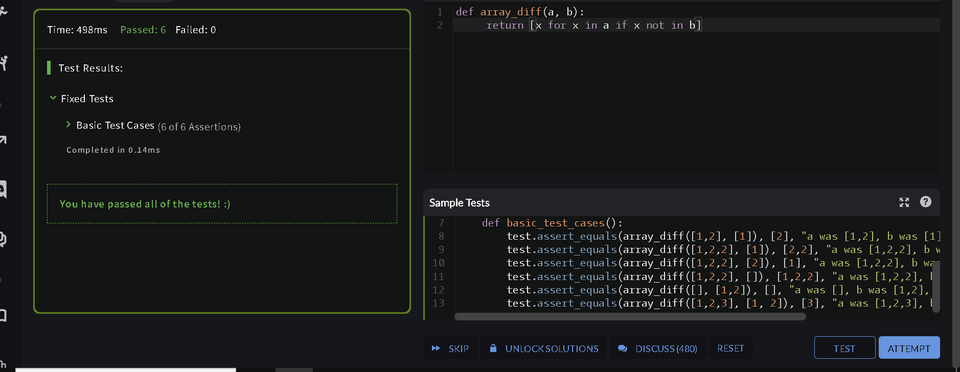 Time: 498ms Passed: 6 Failed: 0
Test Results:
Fixed Tests
Basic Test Cases (6 of 6 Assertions)
Completed in 0.14ms
You have passed all of the tests! :)
1 def array_diff(a, b):
2 return [x for x in a if x not in b]
Sample Tests
7 def basic_test_cases():
8 test.assert_equals(array_diff([1,2], [1]), [2], "a was [1,2], b was [1]
9 test.assert_equals(array_diff([1,2,2], [1]), [2,2], "a was [1,2,2], b w
10 test.assert_equals(array_diff([1,2,2], [2]), [1], "a was [1,2,2], b wa
11 test.assert_equals(array_diff([1,2,2], []), [1,2,2], "a was [1,2,2],
12 test.assert_equals(array_diff([], [1,2]), [], "a was [], b was [1,2],
13 test.assert_equals(array_diff([1,2,3], [1, 2]), [3], "a was [1,2,3],
SKIP UNLOCK SOLUTIONS DISCUSS (480) RESET TEST ATTEMPT